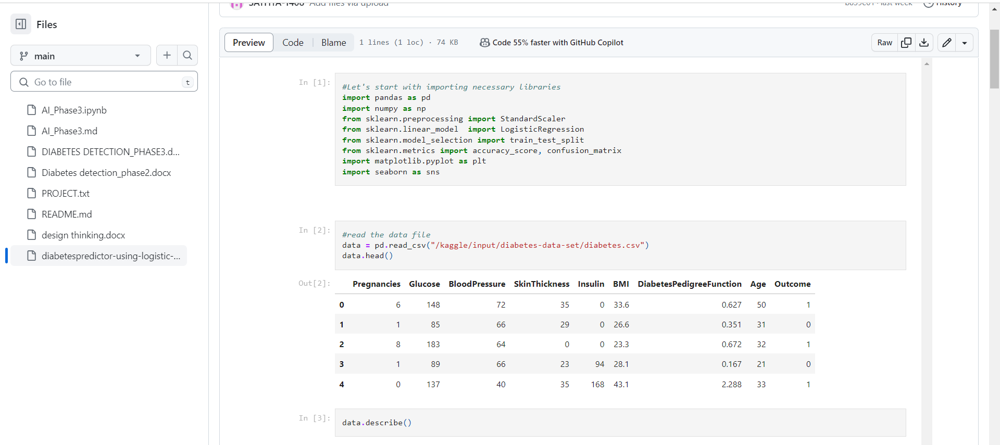 Files
main
Go to file
t
AI_Phase3.ipynb
AI_Phase3.md
DIABETES DETECTION_PHASE3.d...
Diabetes detection_phase2.docx
PROJECT.txt
README.md
design thinking.docx
diabetespredictor-using-logistic-...
Add files via upload
last week
History
Preview Code Blame 1 lines (1 loc) · 74 KB Code 55% faster with GitHub Copilot Raw
In [1]:
#Let's start with importing necessary libraries
import pandas as pd
import numpy as np
from sklearn.preprocessing import StandardScaler
from sklearn.linear_model  import LogisticRegression
from sklearn.model_selection import train_test_split
from sklearn.metrics import accuracy_score, confusion_matrix
import matplotlib.pyplot as plt
import seaborn as sns
In [2]:
#read the data file
data = pd.read_csv("/kaggle/input/diabetes-data-set/diabetes.csv")
data.head()
Out[2]:
Pregnancies Glucose BloodPressure SkinThickness Insulin BMI DiabetesPedigreeFunction Age Outcome
0 6 148 72 35 0 33.6 0.627 50 1
1 1 85 66 29 0 26.6 0.351 31 0
2 8 183 64 0 0 23.3 0.672 32 1
3 1 89 66 23 94 28.1 0.167 21 0
4 0 137 40 35 168 43.1 2.288 33 1
In [3]:
data.describe()